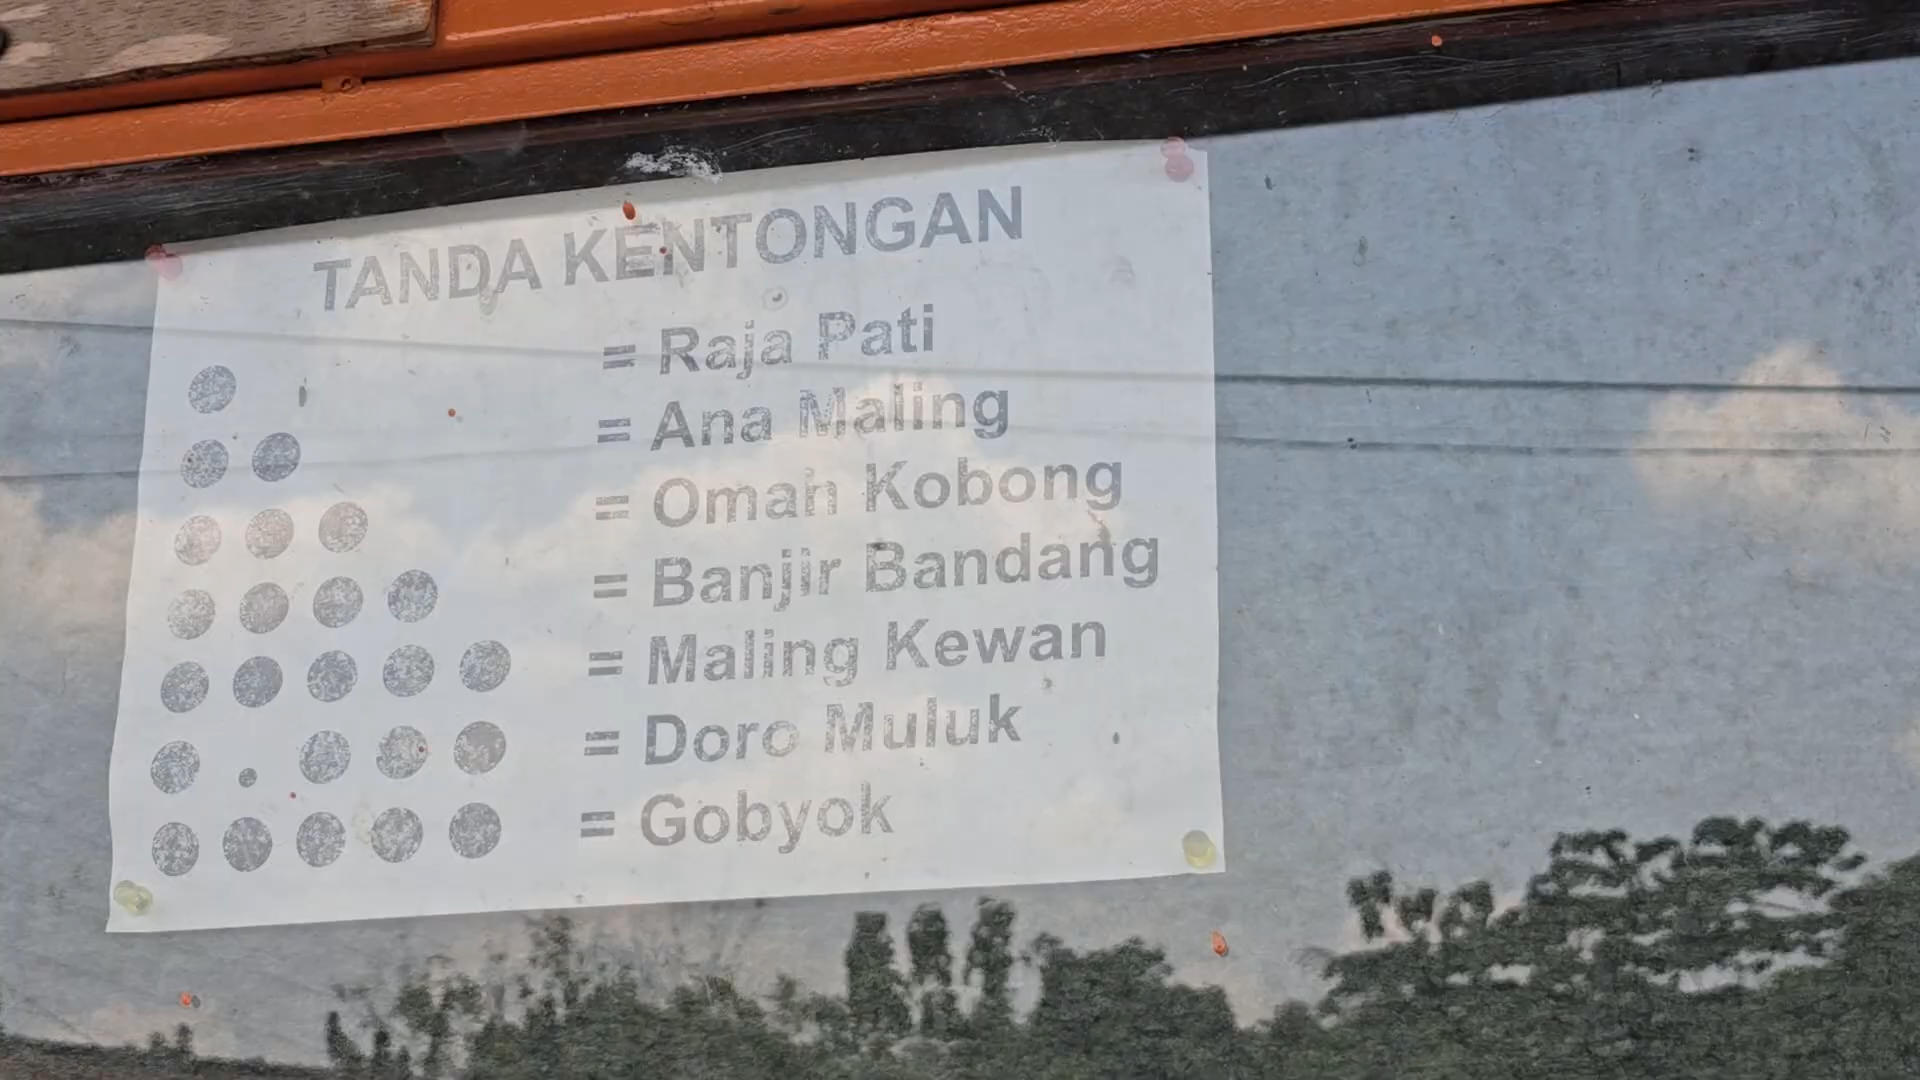 TANDA KENTONGAN
= Raja Pati
= Ana Maling
= Omah Kobong
= Banjir Bandang
= Maling Kewan
= Doro Muluk
= Gobyok